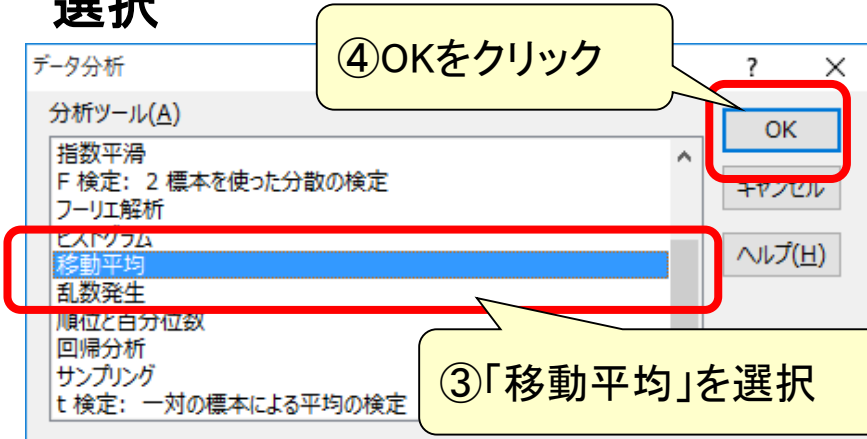 選択
④OKをクリック
データ分析
? ×
分析ツール(A)
OK
指数平滑
F 検定: 2 標本を使った分散の検定
キャンセル
フーリエ解析
ヒストグラム
移動平均
ヘルプ(H)
乱数発生
順位と百分位数
回帰分析
サンプリング
③「移動平均」を選択
t 検定: 一対の標本による平均の検定